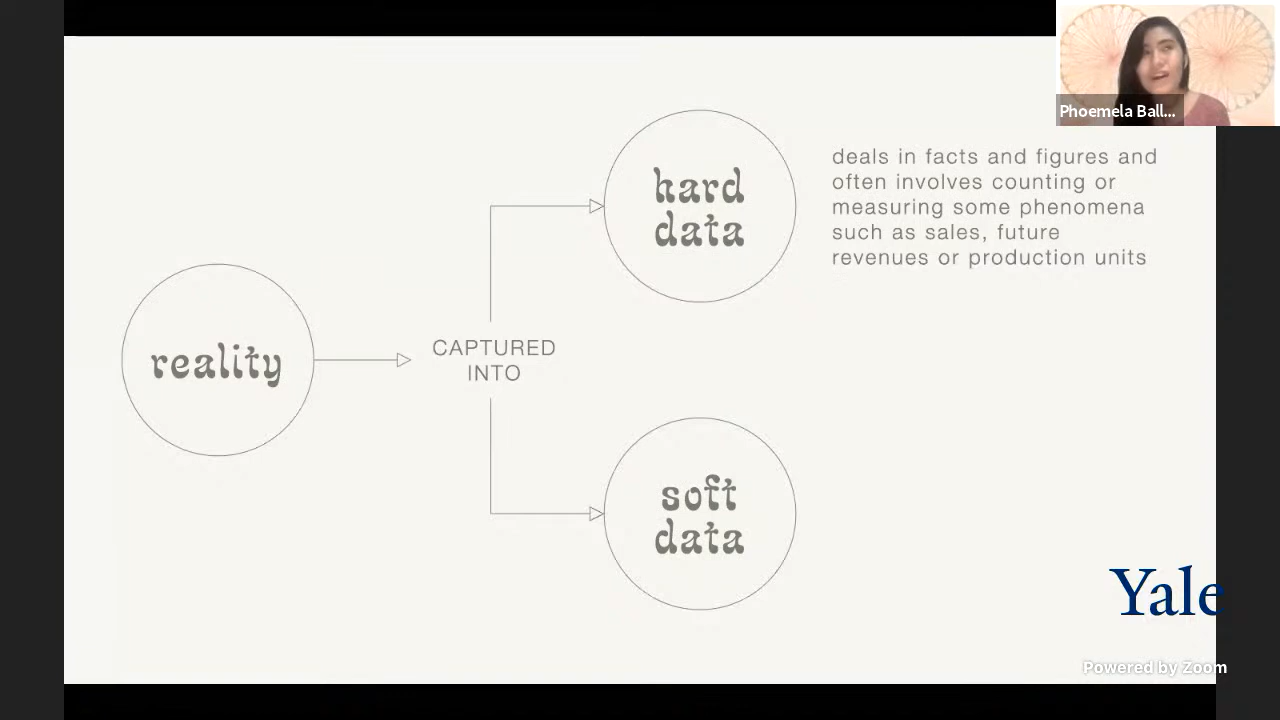 Phoemela Ball...
hard
data
deals in facts and figures and
often involves counting or
measuring some phenomena
such as sales, future
revenues or production units
reality
CAPTURED
INTO
soft
data
Yale
Powered by Zoom